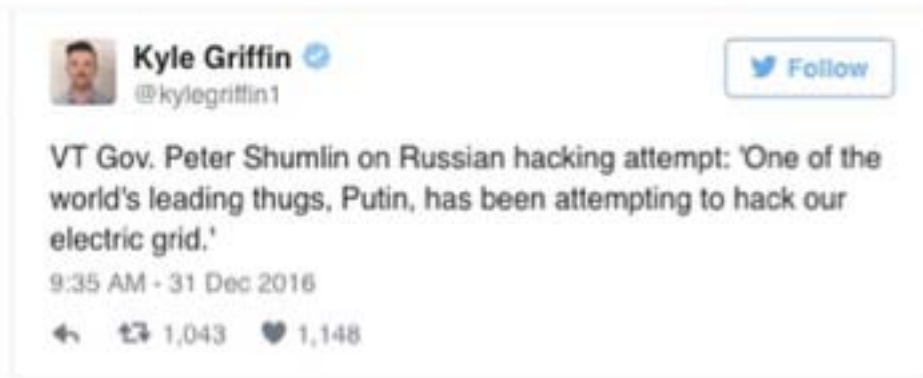 Kyle Griffin
@kylegriffin1
Follow
VT Gov. Peter Shumlin on Russian hacking attempt: 'One of the
world's leading thugs, Putin, has been attempting to hack our
electric grid.'
9:35 AM - 31 Dec 2016
1,043 1,148